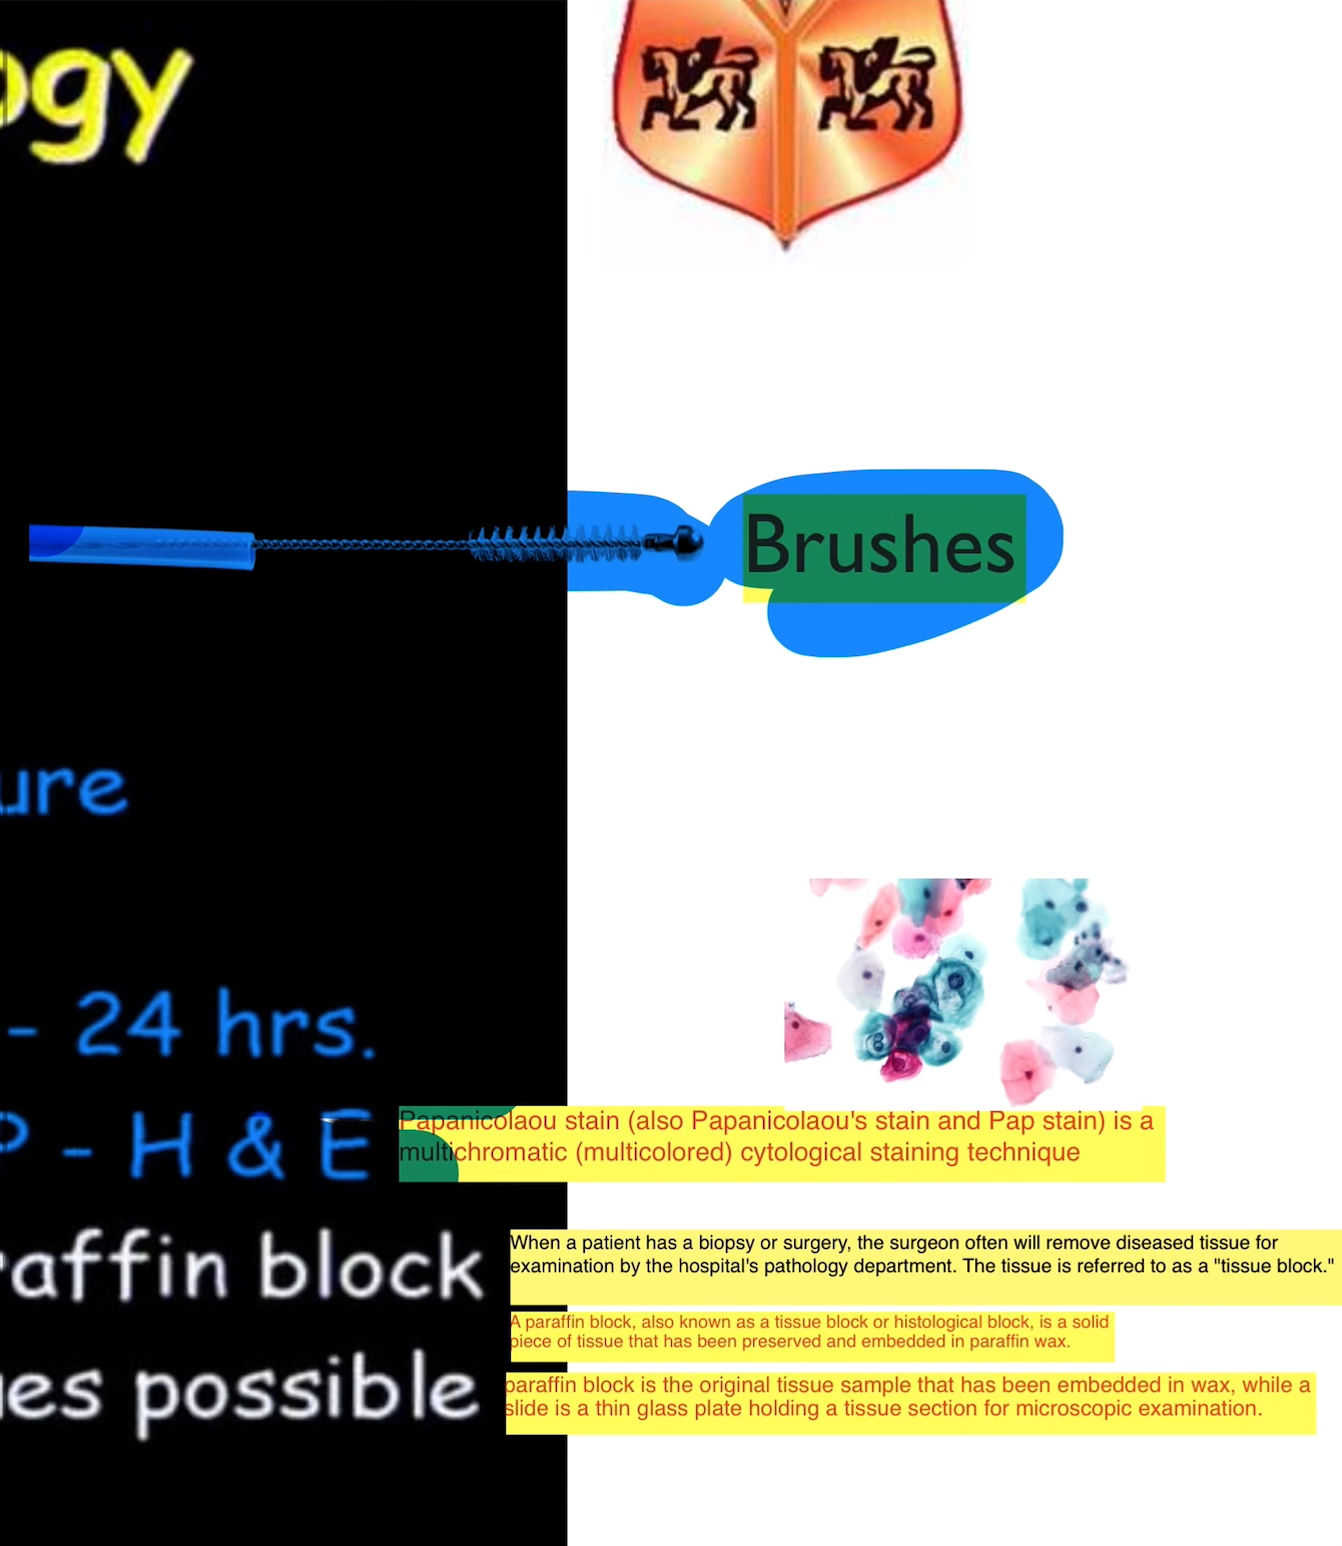 ogy
Brushes
ure
- 24 hrs.
P - H & E
Papanicolaou stain (also Papanicolaou's stain and Pap stain) is a
multichromatic (multicolored) cytological staining technique
raffin block
When a patient has a biopsy or surgery, the surgeon often will remove diseased tissue for
examination by the hospital's pathology department. The tissue is referred to as a "tissue block."
A paraffin block, also known as a tissue block or histological block, is a solid
piece of tissue that has been preserved and embedded in paraffin wax.
ues possible
paraffin block is the original tissue sample that has been embedded in wax, while a
slide is a thin glass plate holding a tissue section for microscopic examination.